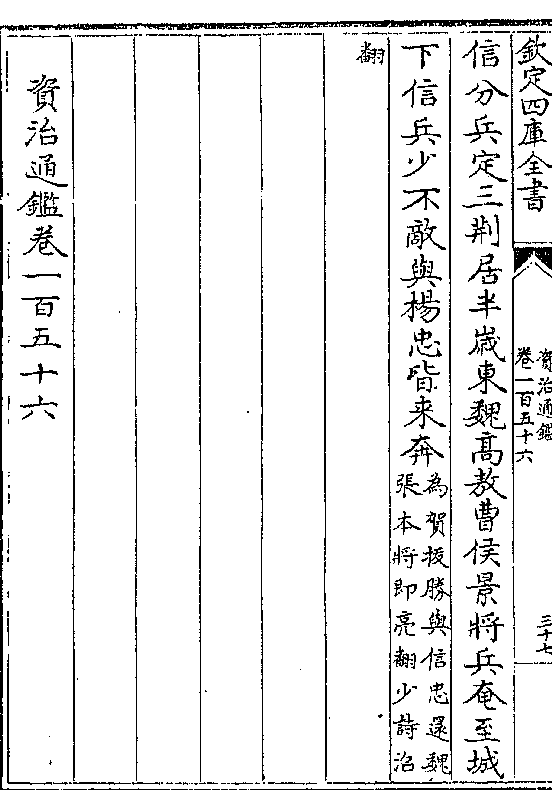 欽定四庫全書
資治通鑑
卷一百五十六
三十七
信分兵定三荆居半歲東魏高敖曹侯景將兵奄至城
下信兵少不敵與楊忠皆来奔為賀拔勝與信忠還魏張本將即亮翻少詩沼
翻
資治通鑑卷一百五十六